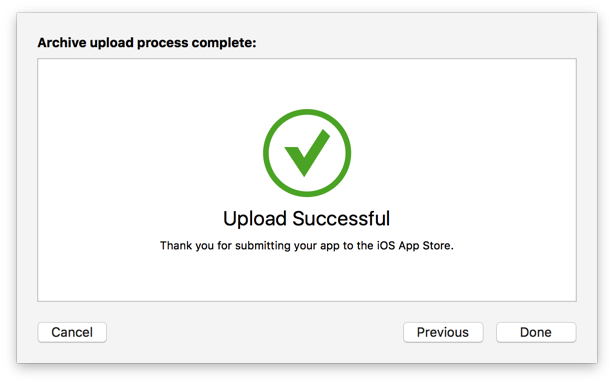 Archive upload process complete:
Upload Successful
Thank you for submitting your app to the iOS App Store.
Cancel
Previous
Done